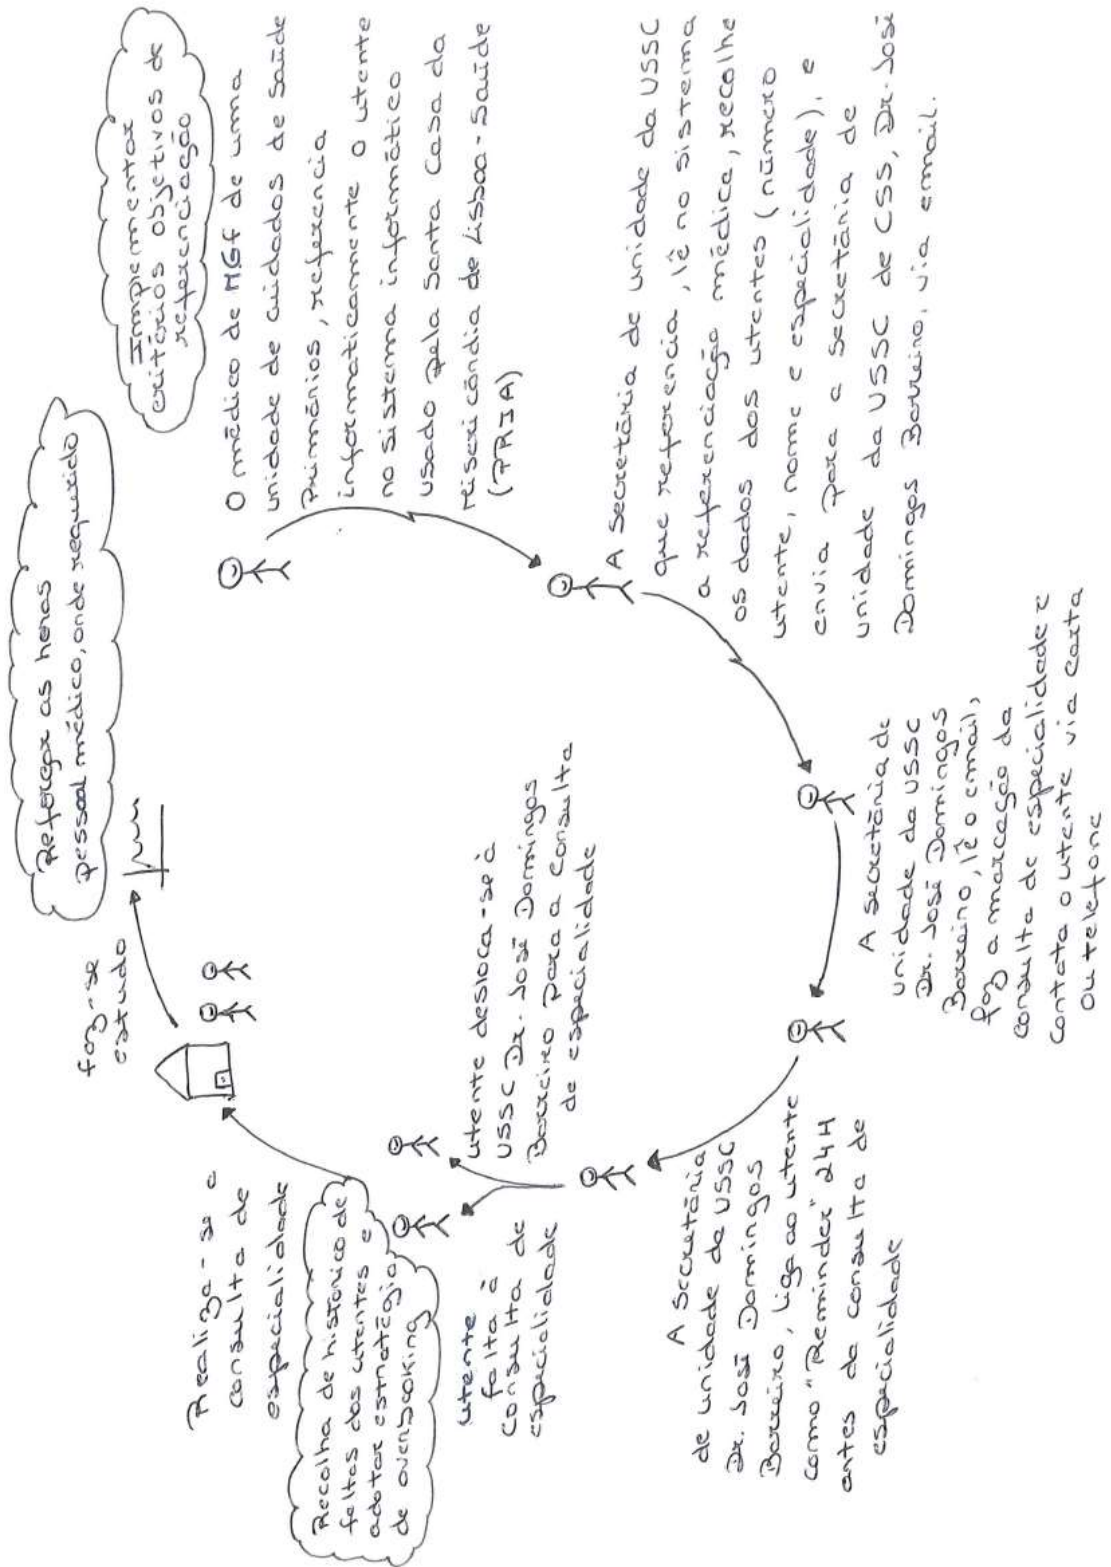 Reforçar as horas
pessoal médico, onde requerido
Implementar
critérios objetivos de
referenciação
O médico de MGF de uma
unidade de cuidados de saúde
Primários, referencia
informaticamente o utente
no sistema informático
usado pela Santa Casa da
Misericórdia de Lisboa - Saúde
(PRIA)
A secretária de unidade da USSC
que referencia, lê no sistema
a referenciação médica, recolhe
os dados dos utentes (número
utente, nome e especialidade), e
envia para a secretária de
unidade da USSC de CSS, Dr. José
Domingos Barreiro, via email.
A secretária de
unidade da USSC
Dr. José Domingos
Barreiro, lê o email,
faz a marcação da
consulta de especialidade e
contata o utente via carta
ou telefone
A secretária
de unidade da USSC
Dr. José Domingos
Barreiro, liga ao utente
como "Reminder" 24H
antes da consulta de
especialidade
utente desloca-se à
USSC Dr. José Domingos
Barreiro para a consulta
de especialidade
utente
falta à
consulta de
especialidade
Recolha de histórico de
faltas dos utentes e
adotar estratégia
de overbooking
Realiza-se a
consulta de
especialidade
faz-se
estudo